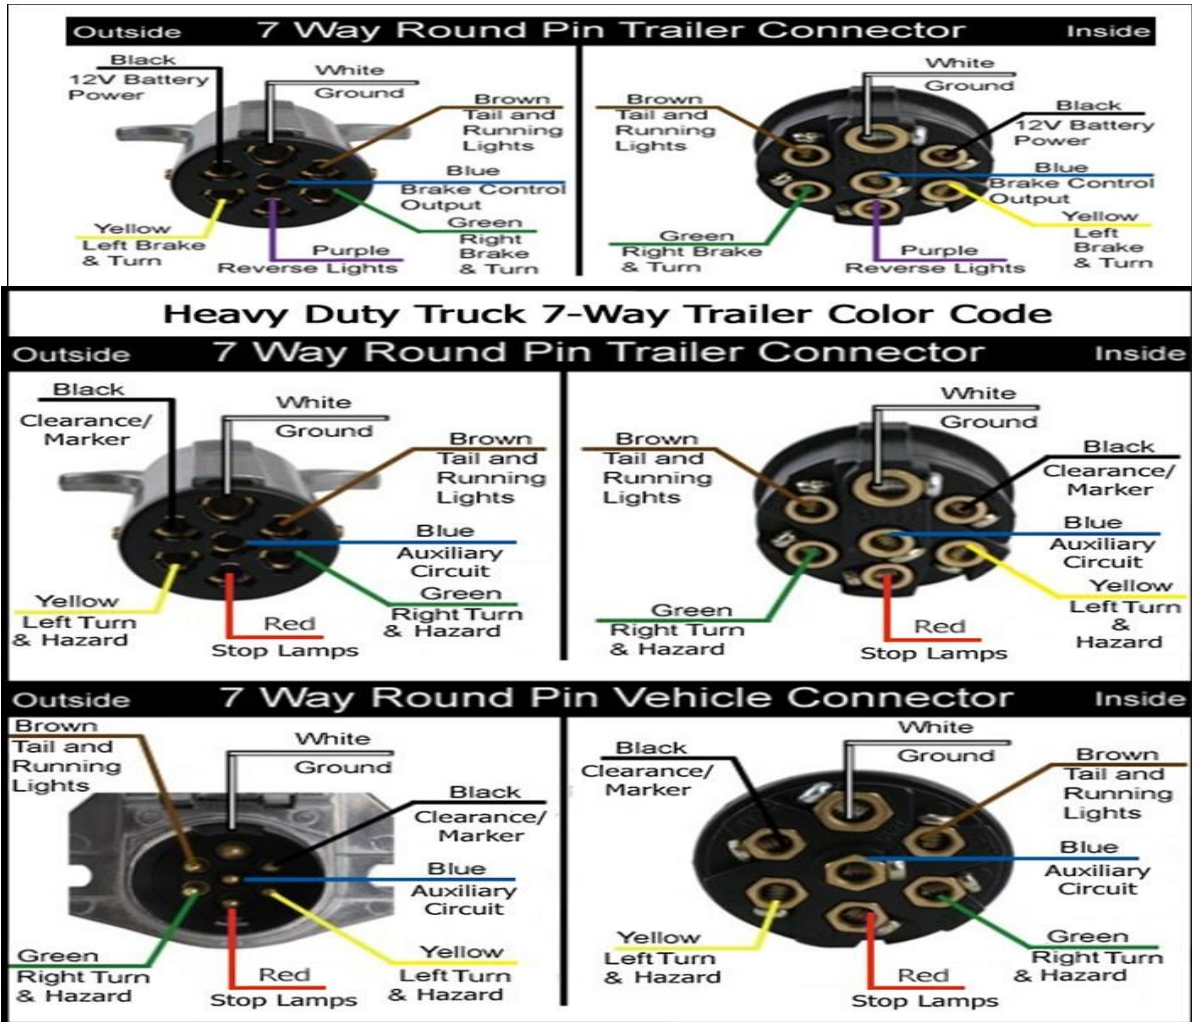 Outside 7 Way Round Pin Trailer Connector Inside
Black
12V Battery
Power
White
Ground
Brown
Tail and
Running
Lights
Blue
Brake Control
Output
Green
Right
Brake
& Turn
Yellow
Left Brake
& Turn
Purple
Reverse Lights
White
Ground
Brown
Tail and
Running
Lights
Black
12V Battery
Power
Blue
Brake Control
Output
Yellow
Left
Brake
& Turn
Green
Right Brake
& Turn
Purple
Reverse Lights
Heavy Duty Truck 7-Way Trailer Color Code
Outside 7 Way Round Pin Trailer Connector Inside
Black
Clearance/
Marker
White
Ground
Brown
Tail and
Running
Lights
Blue
Auxiliary
Circuit
Green
Right Turn
& Hazard
Yellow
Left Turn
& Hazard
Red
Stop Lamps
White
Ground
Brown
Tail and
Running
Lights
Black
Clearance/
Marker
Blue
Auxiliary
Circuit
Yellow
Left Turn
&
Hazard
Green
Right Turn
& Hazard
Red
Stop Lamps
Outside 7 Way Round Pin Vehicle Connector Inside
Brown
Tail and
Running
Lights
White
Ground
Black
Clearance/
Marker
Blue
Auxiliary
Circuit
Yellow
Left Turn
& Hazard
Green
Right Turn
& Hazard
Red
Stop Lamps
White
Ground
Black
Clearance/
Marker
Brown
Tail and
Running
Lights
Blue
Auxiliary
Circuit
Green
Right Turn
& Hazard
Yellow
Left Turn
& Hazard
Red
Stop Lamps